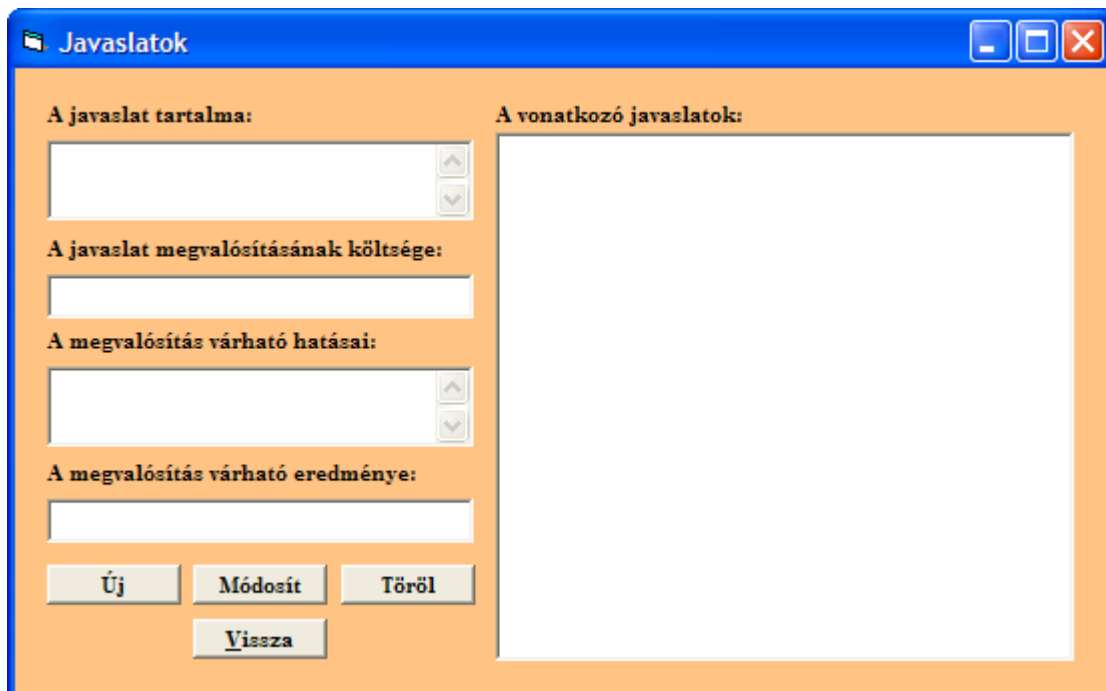 Javaslatok
A javaslat tartalma:
A javaslat megvalósításának költsége:
A megvalósítás várható hatásai:
A megvalósítás várható eredménye:
Új Módosít Töröl
Vissza
A vonatkozó javaslatok: